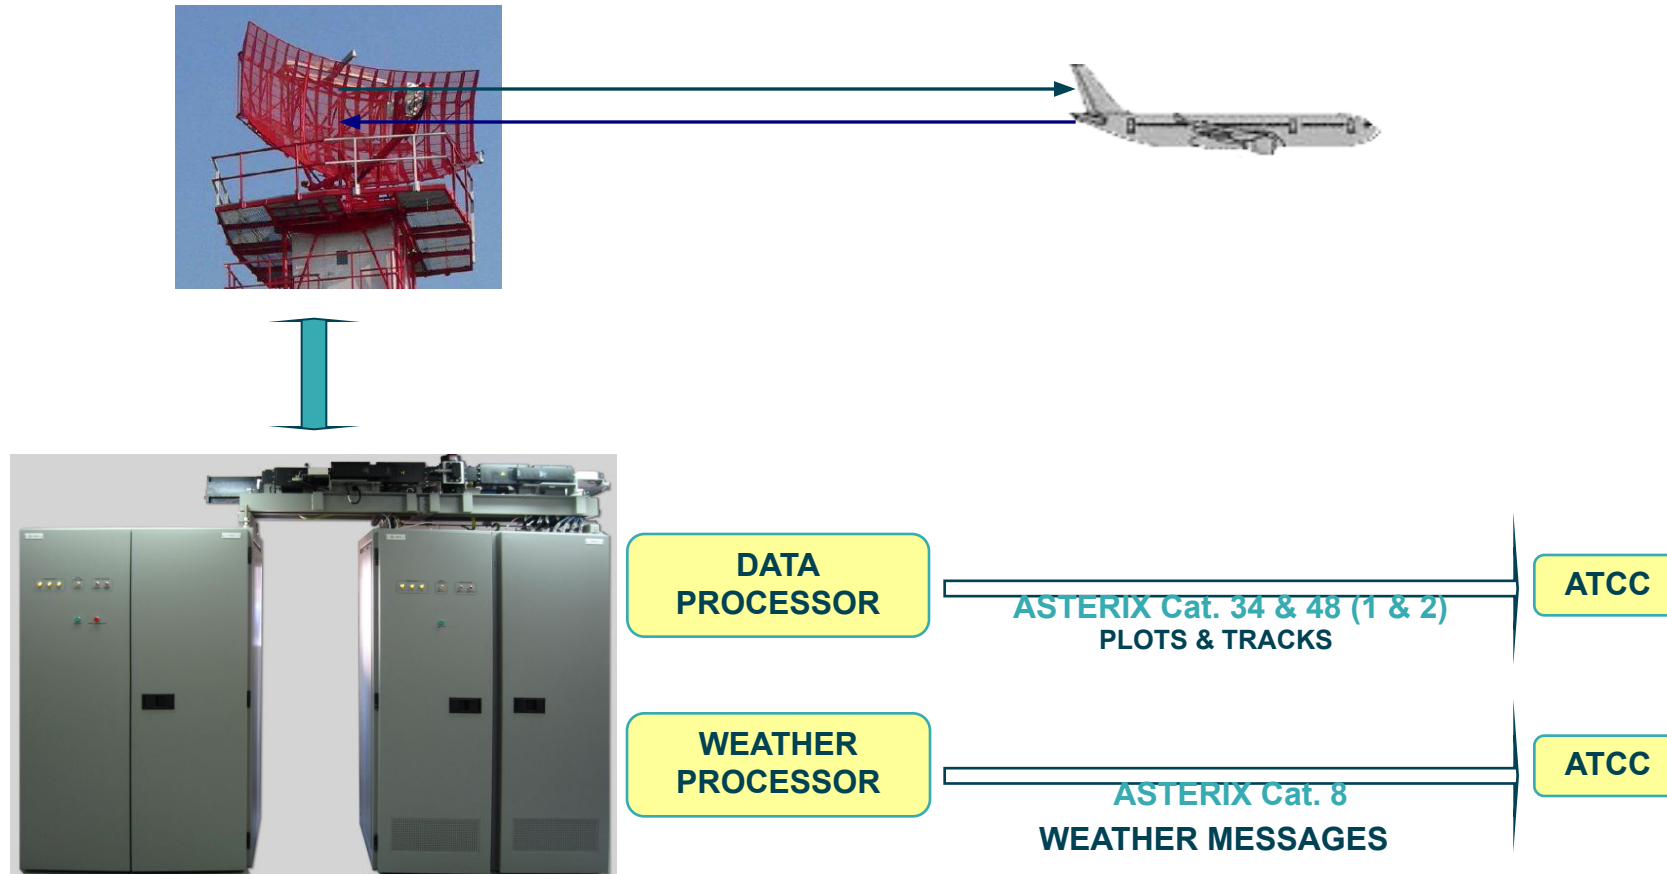 DATA
PROCESSOR
ASTERIX Cat. 34 & 48 (1 & 2)
PLOTS & TRACKS
ATCC
WEATHER
PROCESSOR
ASTERIX Cat. 8
WEATHER MESSAGES
ATCC